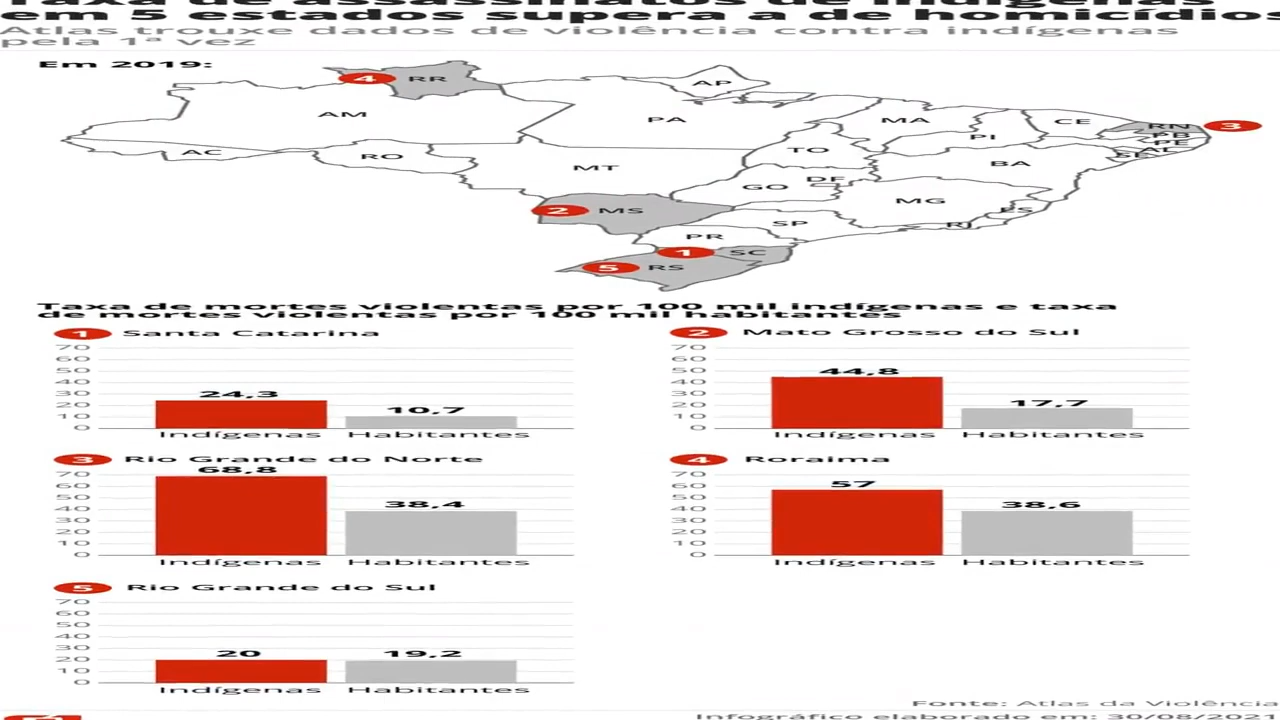 Taxa de assassinatos de indígenas
em 5 estados supera a de homicídios
Atlas trouxe dados de violência contra indígenas
pela 1ª vez
Em 2019:
4 RR
AP
AM
PA
MA
CE
RN 3
PI
PB
PE
AL
SE
AC
RO
TO
MT
BA
GO
DF
2 MS
MG
ES
SP
RJ
PR
1 SC
5 RS
Taxa de mortes violentas por 100 mil indígenas e taxa
de mortes violentas por 100 mil habitantes
1 Santa Catarina
70
60
50
40
30
20
10
0
24,3
10,7
Indígenas Habitantes
2 Mato Grosso do Sul
70
60
50
40
30
20
10
0
44,8
17,7
Indígenas Habitantes
3 Rio Grande do Norte
70
60
50
40
30
20
10
0
68,8
38,4
Indígenas Habitantes
4 Roraima
70
60
50
40
30
20
10
0
57
38,6
Indígenas Habitantes
5 Rio Grande do Sul
70
60
50
40
30
20
10
0
20
19,2
Indígenas Habitantes
Fonte: Atlas da Violência
Infográfico elaborado em: 30/08/2021